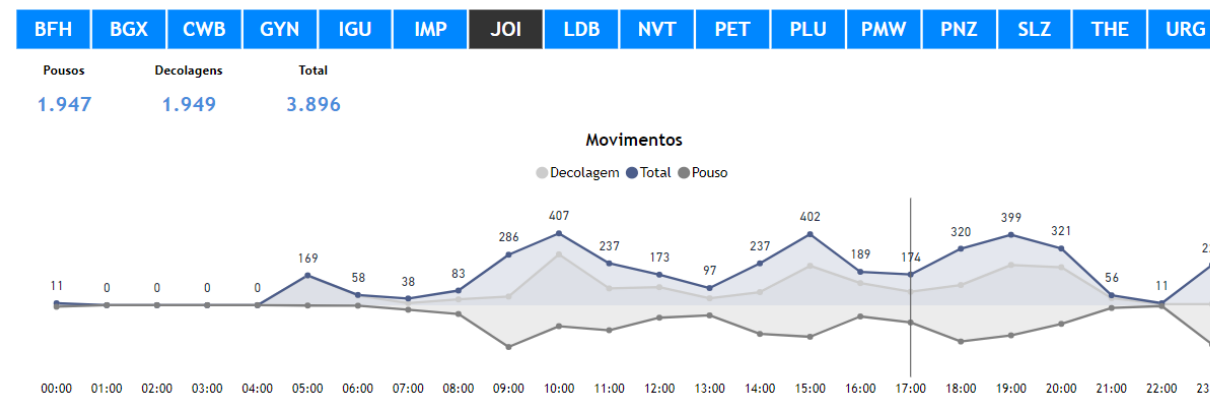 BFH BGX CWB GYN IGU IMP JOI LDB NVT PET PLU PMW PNZ SLZ THE URG
Pousos Decolagens Total
1.947 1.949 3.896
Movimentos
Decolagem Total Pouso
11 0 0 0 0 169 58 38 83 286 407 237 173 97 237 402 189 174 320 399 321 56 11
00:00 01:00 02:00 03:00 04:00 05:00 06:00 07:00 08:00 09:00 10:00 11:00 12:00 13:00 14:00 15:00 16:00 17:00 18:00 19:00 20:00 21:00 22:00 23